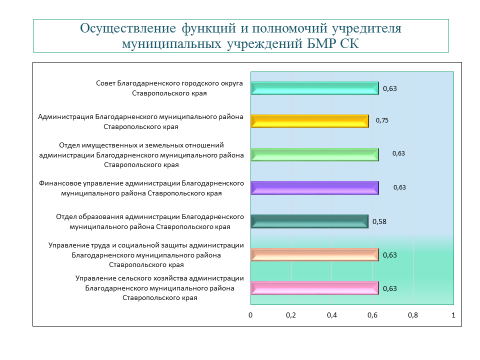 Осуществление функций и полномочий учредителя
муниципальных учреждений БМР СК
Совет Благодарненского городского округа
Ставропольского края
0,63
Администрация Благодарненского муниципального района
Ставропольского края
0,75
Отдел имущественных и земельных отношений
администрации Благодарненского муниципального района
Ставропольского края
0,63
Финансовое управление администрации Благодарненского
муниципального района Ставропольского края
0,63
Отдел образования администрации Благодарненского
муниципального района Ставропольского края
0,58
Управление труда и социальной защиты администрации
Благодарненского муниципального района
Ставропольского края
0,63
Управление сельского хозяйства администрации
Благодарненского муниципального района
Ставропольского края
0,63
0 0,2 0,4 0,6 0,8 1